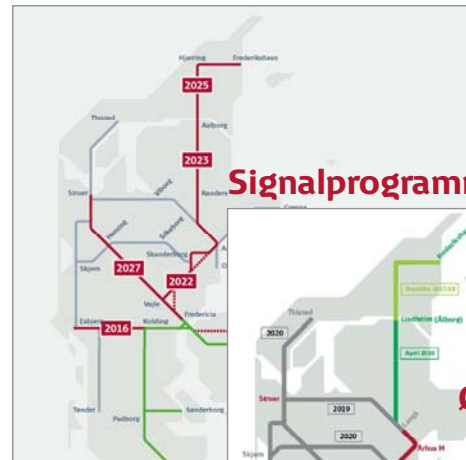 Hjørring Frederikshavn
2025
Thisted
Aalborg
2023
Struer
Viborg
Randers
Signalprogramm
Herning
Silkeborg
Skanderborg
Skjern
2027
2022
Vejle
Esbjerg
2016
Kolding
Fredericia
Tønder
Padborg
Sønderborg
Frederiksha
Lindholm (Ålborg)
Thisted
2020
April 2018
Struer
2019
Langå
2020
Århus H
Skjern